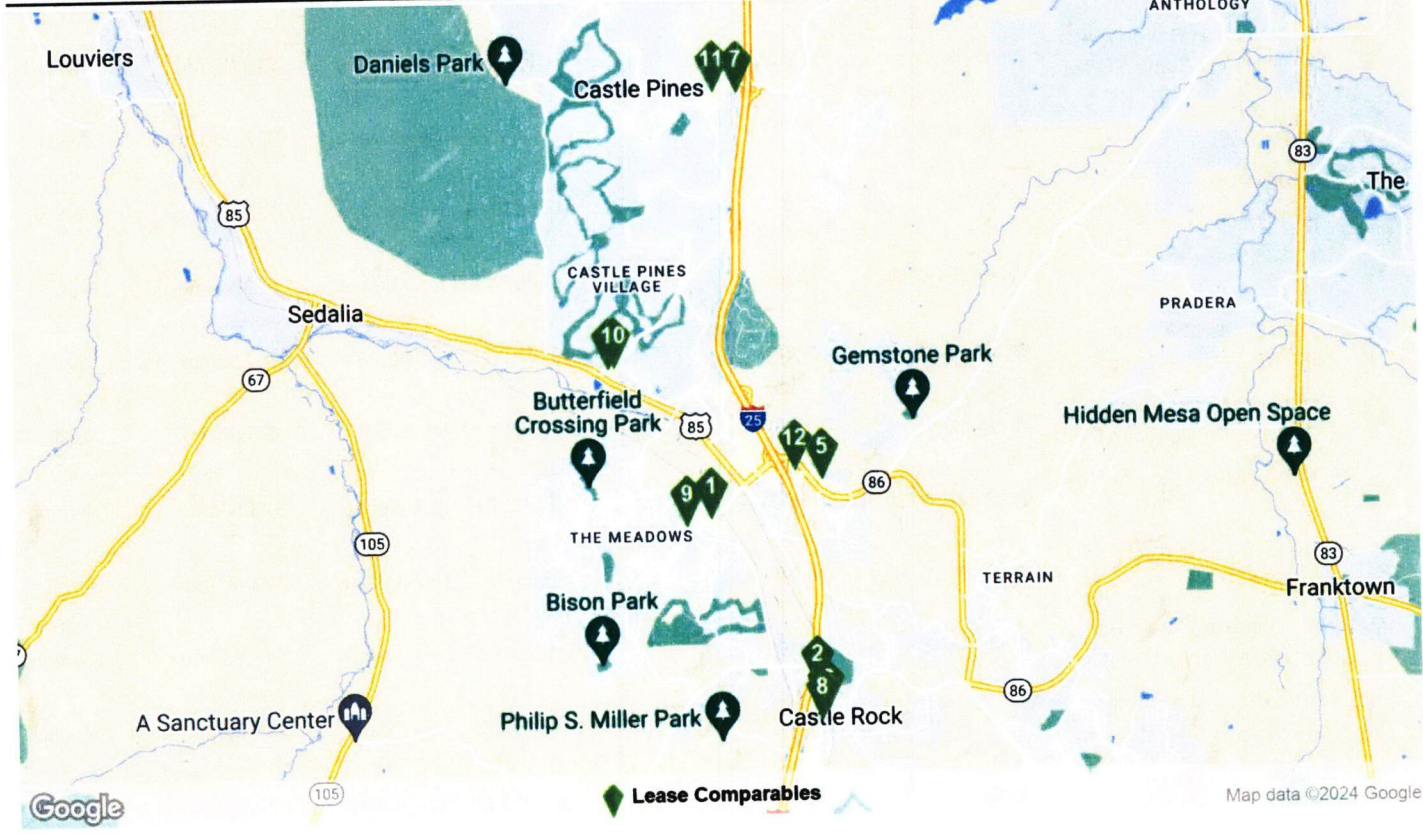 ANTHOLOGY
Louviers
Daniels Park
11 7
Castle Pines
83
The
85
CASTLE PINES
VILLAGE
PRADERA
Sedalia
10
Gemstone Park
67
Butterfield
Crossing Park
85
25
Hidden Mesa Open Space
12 5
86
9 1
THE MEADOWS
105
83
TERRAIN
Franktown
Bison Park
2
8
86
A Sanctuary Center
Philip S. Miller Park
Castle Rock
105
Lease Comparables
Google
Map data ©2024 Google